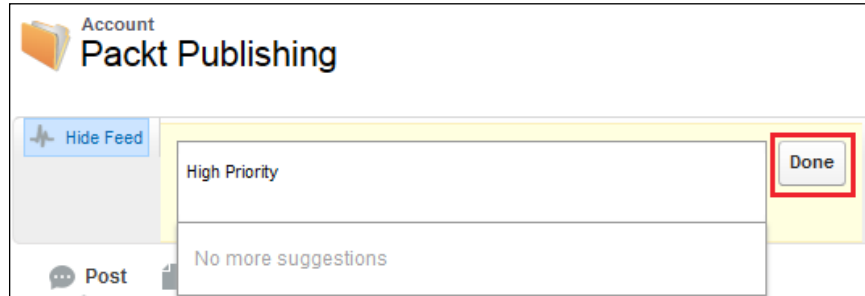 Account
Packt Publishing
Hide Feed
High Priority
Done
No more suggestions
Post